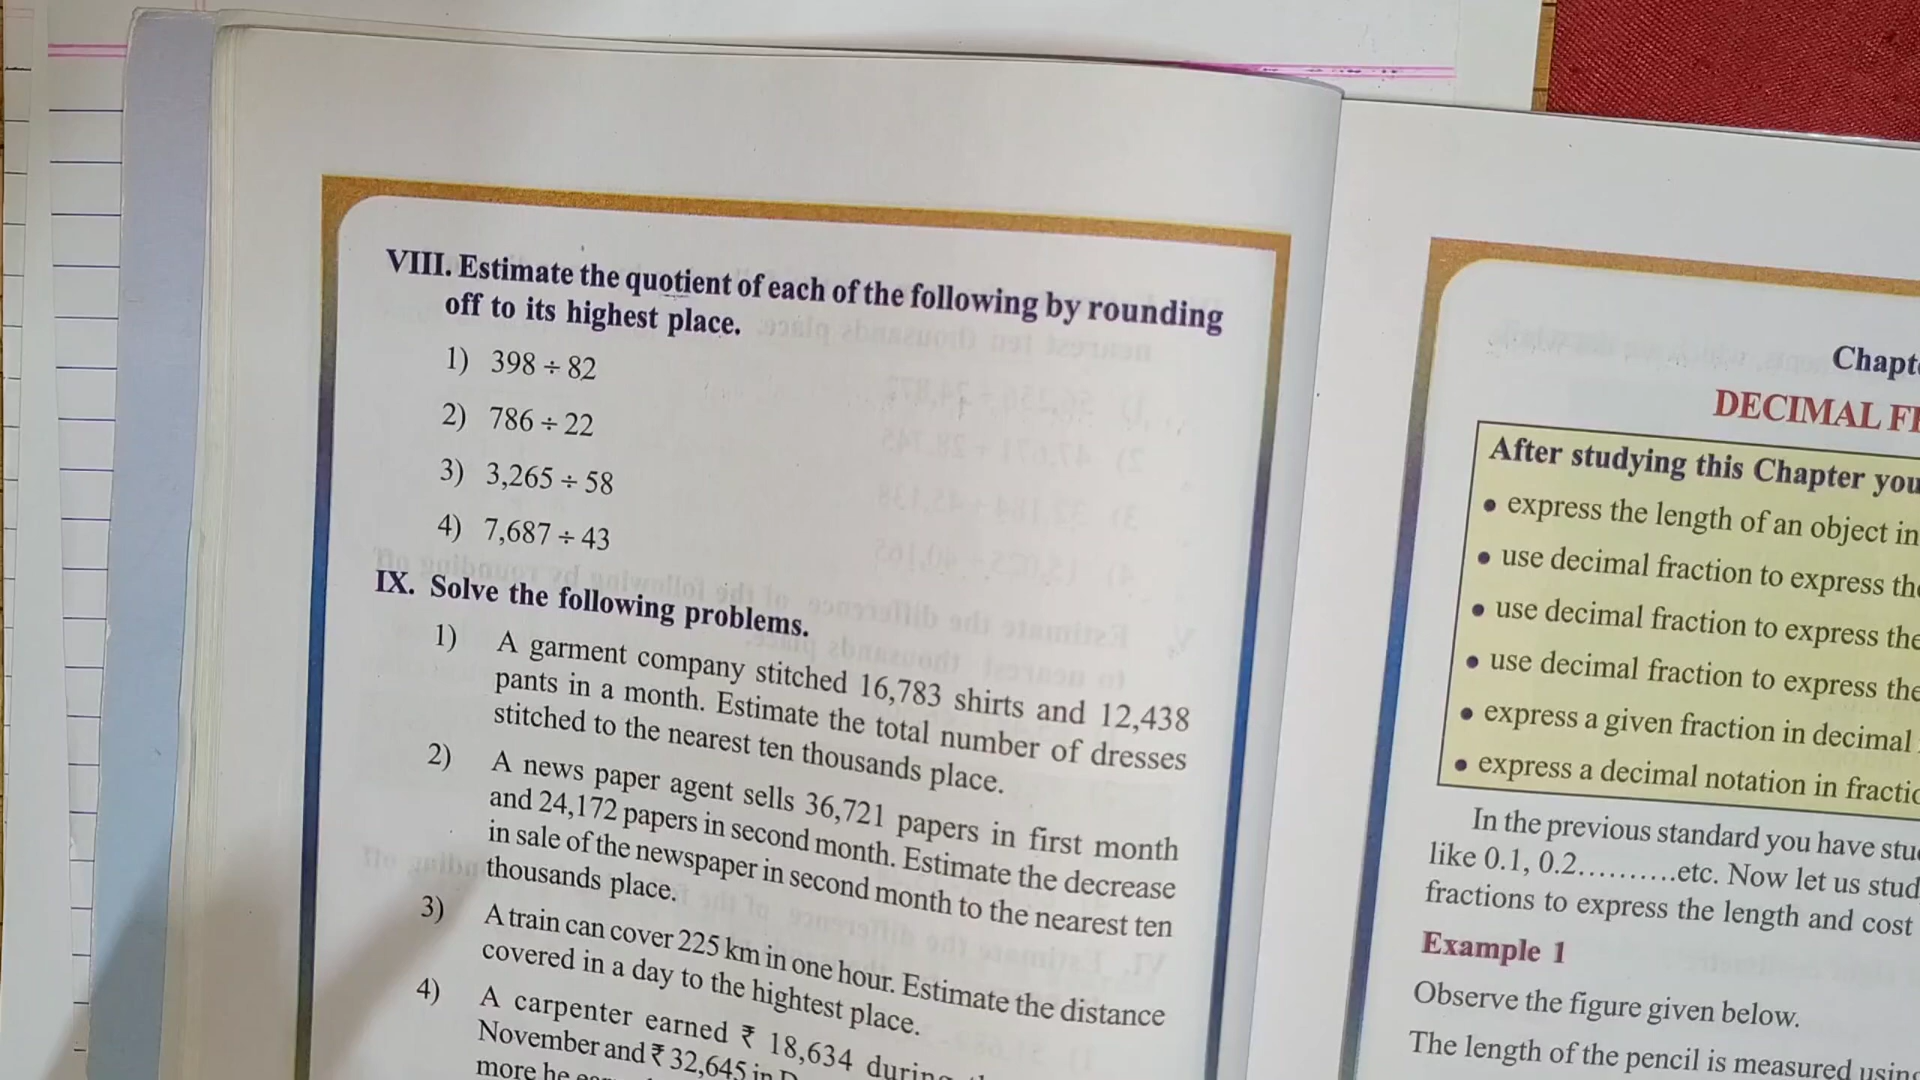 VIII. Estimate the quotient of each of the following by rounding
off to its highest place.
1) 398 ÷ 82
2) 786 ÷ 22
3) 3,265 ÷ 58
4) 7,687 ÷ 43
IX. Solve the following problems.
1) A garment company stitched 16,783 shirts and 12,438
pants in a month. Estimate the total number of dresses
stitched to the nearest ten thousands place.
2) A news paper agent sells 36,721 papers in first month
and 24,172 papers in second month. Estimate the decrease
in sale of the newspaper in second month to the nearest ten
thousands place.
3) A train can cover 225 km in one hour. Estimate the distance
covered in a day to the hightest place.
4) A carpenter earned ₹ 18,634 during
November and ₹ 32,645 in
more he
Chapt
DECIMAL
After studying this Chapter you
• express the length of an object in
• use decimal fraction to express the
• use decimal fraction to express the
• use decimal fraction to express the
• express a given fraction in decimal
• express a decimal notation in
In the previous standard you have
like 0.1, 0.2..........etc. Now let us
fractions to express the length and cost
Example 1
Observe the figure given below.
The length of the pencil is measured